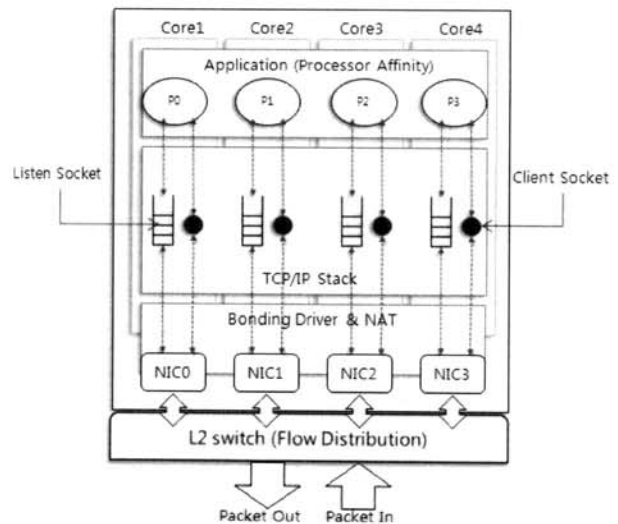 Core1 Core2 Core3 Core4
Application (Processor Affinity)
P0 P1 P2 P3
Listen Socket
Client Socket
TCP/IP Stack
Bonding Driver & NAT
NIC0 NIC1 NIC2 NIC3
L2 switch (Flow Distribution)
Packet Out Packet In